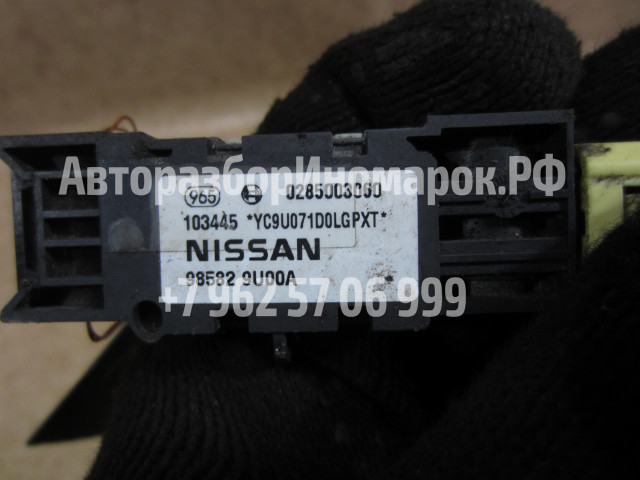 АвторазборИномарок.РФ
965 0285003060
103445 *YC9U071D0LGPXT*
NISSAN
98582 9U00A
+7 962 57 06 999